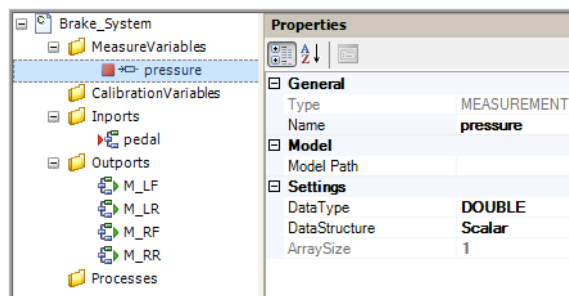 Brake_System
MeasureVariables
pressure
CalibrationVariables
Inports
pedal
Outports
M_LF
M_LR
M_RF
M_RR
Processes
Properties
General
Type MEASUREMENT
Name pressure
Model
Model Path
Settings
DataType DOUBLE
DataStructure Scalar
ArraySize 1